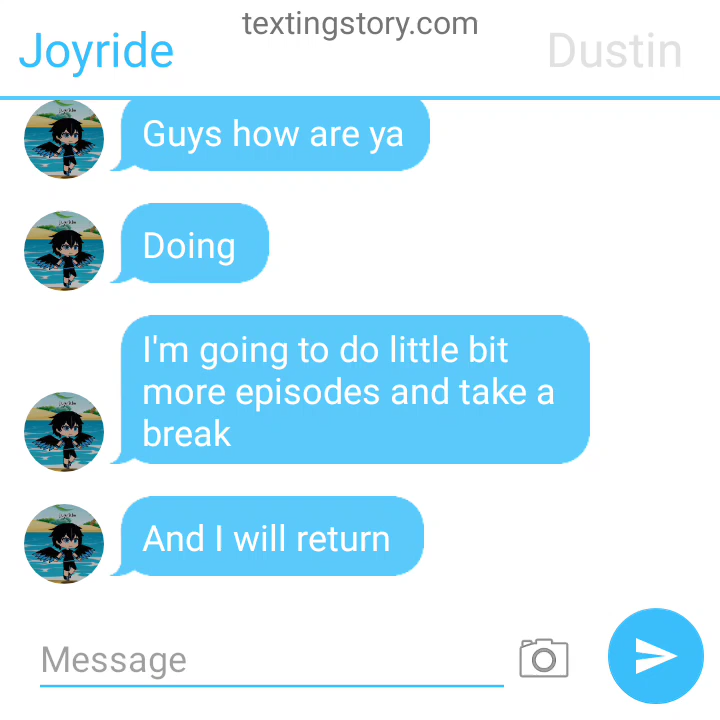 textingstory.com
Joyride
Dustin
Guys how are ya
Doing
I'm going to do little bit
more episodes and take a
break
And I will return
Message